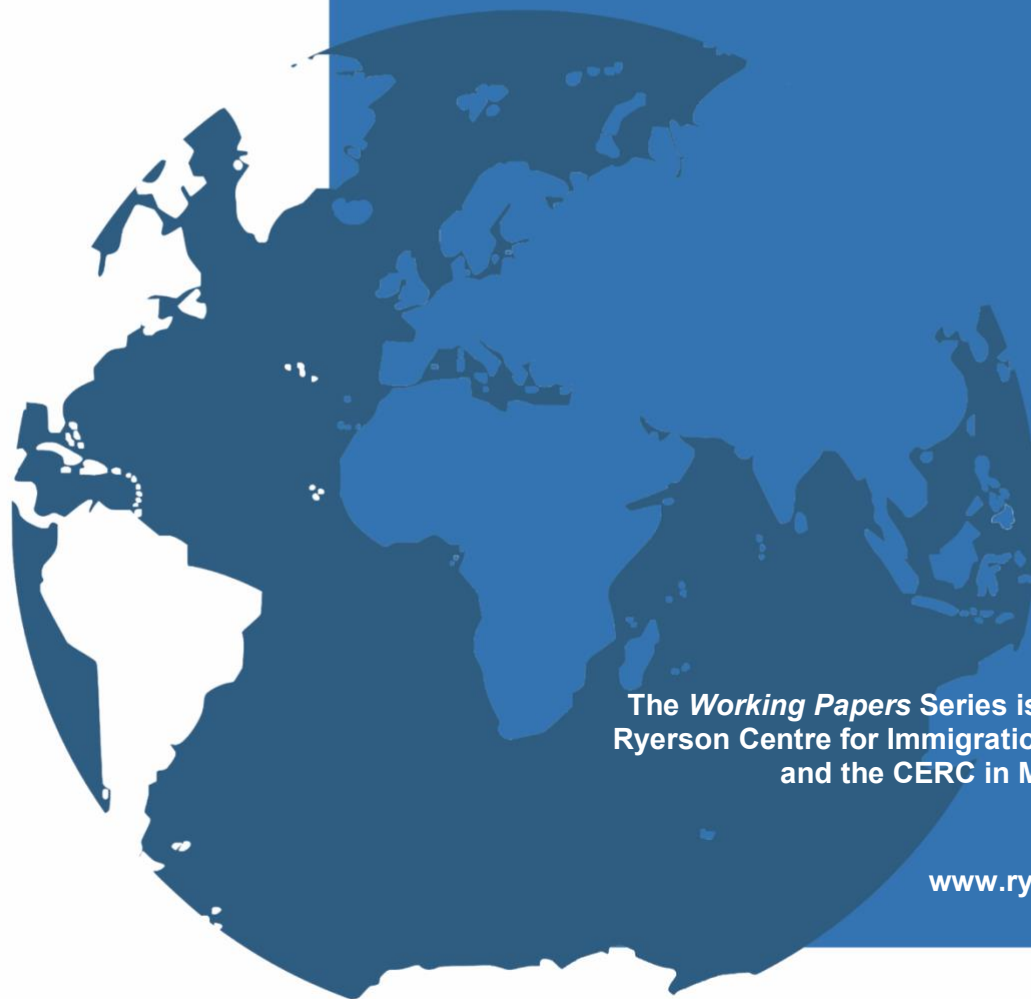 The Working Papers Series is
Ryerson Centre for Immigratio
and the CERC in M
www.ry